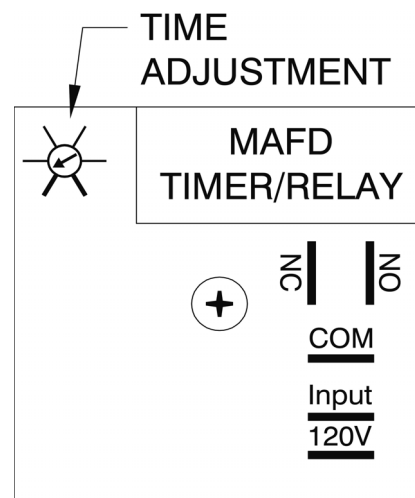 TIME
ADJUSTMENT
MAFD
TIMER/RELAY
NC
NO
COM
Input
120V